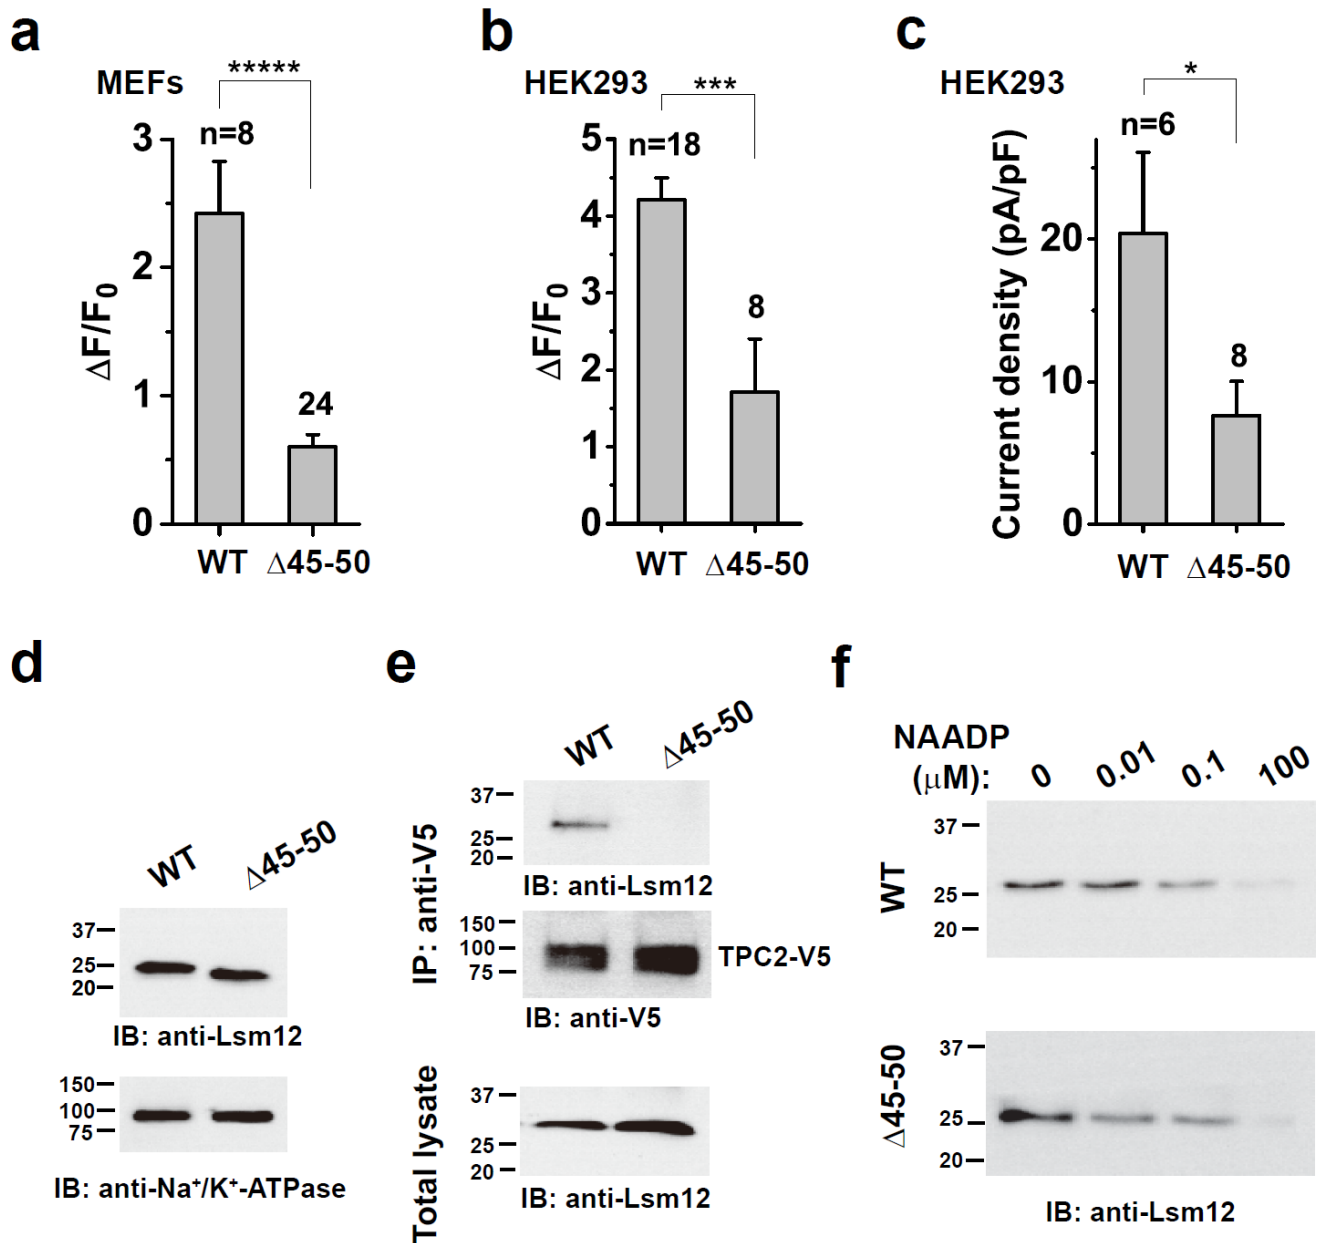 a
MEFs
*****
n=8
24
ΔF/F0
3
2
1
0
WT Δ45-50
b
HEK293
***
n=18
8
ΔF/F0
5
4
3
2
1
0
WT Δ45-50
c
HEK293
*
n=6
8
Current density (pA/pF)
20
10
0
WT Δ45-50
d
WT Δ45-50
37
25
20
IB: anti-Lsm12
150
100
75
IB: anti-Na+/K+-ATPase
e
WT Δ45-50
IP: anti-V5
37
25
20
IB: anti-Lsm12
150
100
75
TPC2-V5
IB: anti-V5
Total lysate
37
25
20
IB: anti-Lsm12
f
NAADP
(μM): 0 0.01 0.1 100
WT
37
25
20
Δ45-50
37
25
20
IB: anti-Lsm12